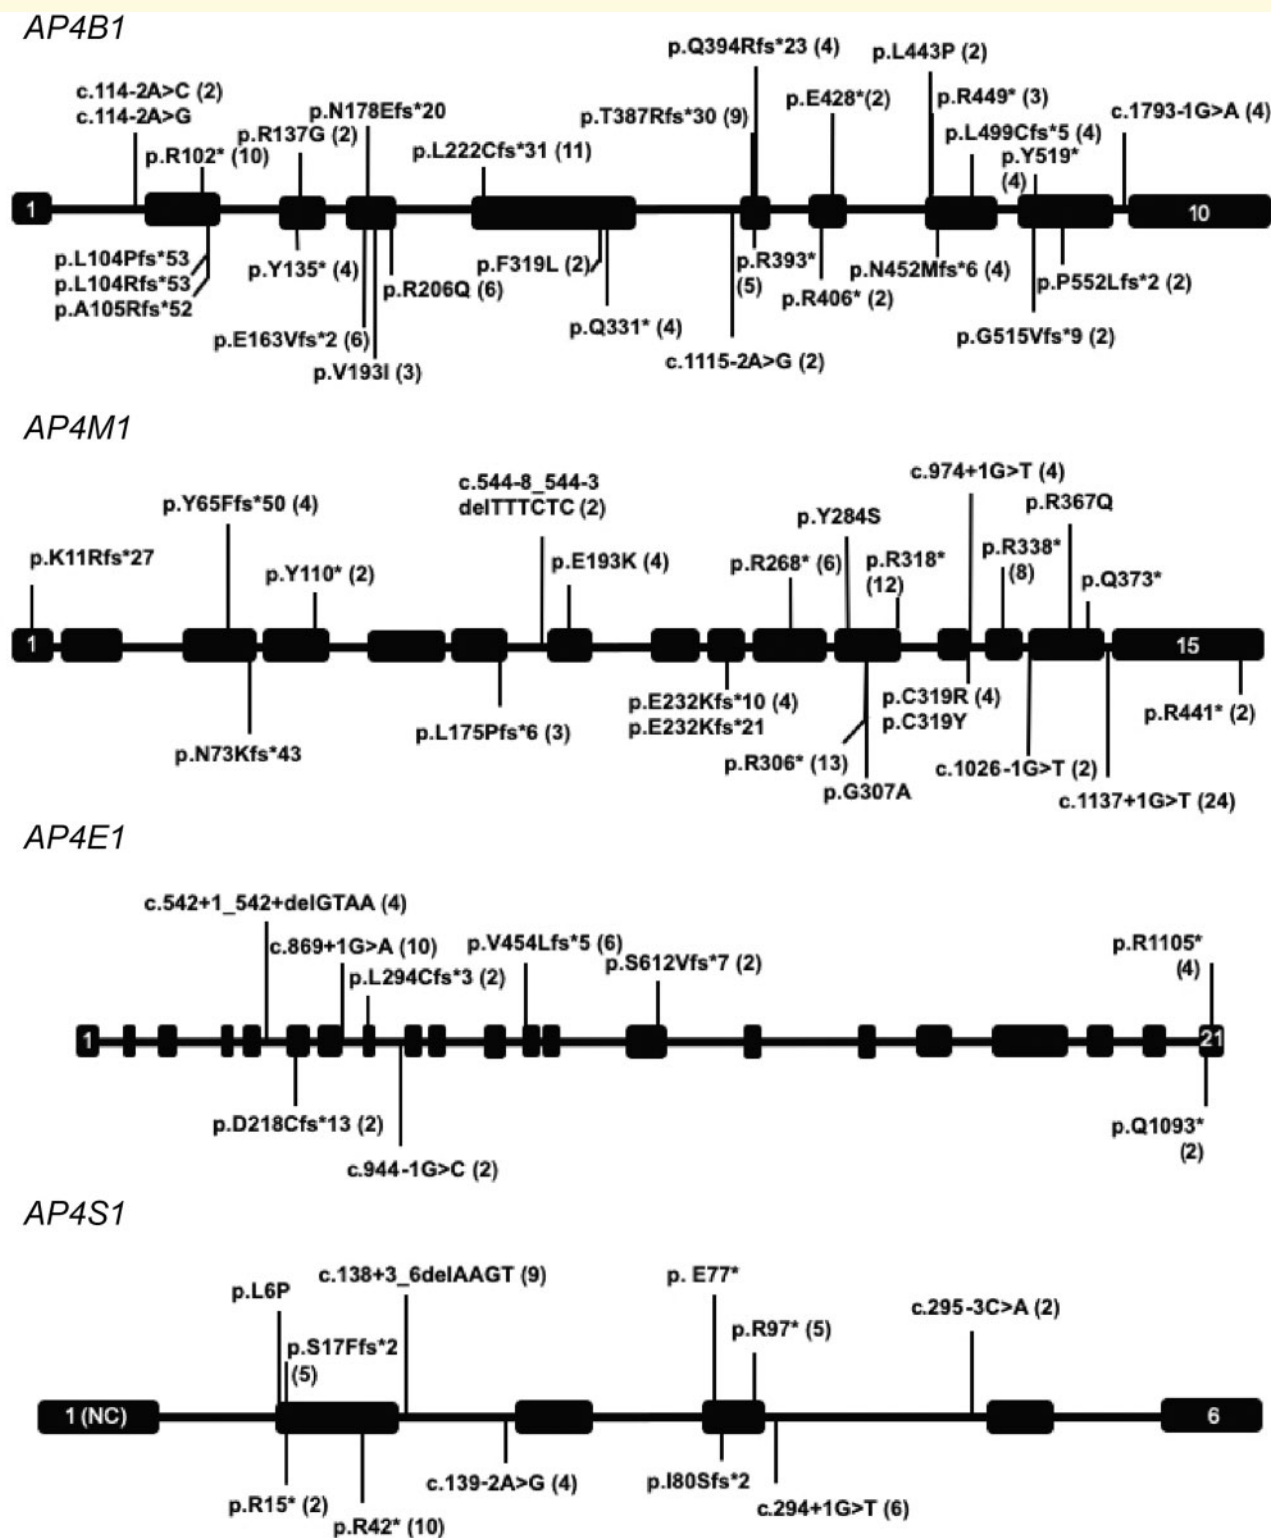 AP4B1
p.Q394Rfs*23 (4)
p.L443P (2)
c.114-2A>C (2)
c.114-2A>G
p.N178Efs*20
p.T387Rfs*30 (9)
p.E428*(2)
p.R449* (3)
c.1793-1G>A (4)
p.R102* (10)
p.R137G (2)
p.L222Cfs*31 (11)
p.L499Cfs*5 (4)
p.Y519*
(4)
1
10
p.L104Pfs*53
p.L104Rfs*53
p.A105Rfs*52
p.Y135* (4)
p.R206Q (6)
p.F319L (2)
p.R393*
(5)
p.R406* (2)
p.N452Mfs*6 (4)
p.P552Lfs*2 (2)
p.E163Vfs*2 (6)
p.V193I (3)
p.Q331* (4)
c.1115-2A>G (2)
p.G515Vfs*9 (2)
AP4M1
c.544-8_544-3
delTTTCTC (2)
c.974+1G>T (4)
p.Y65Ffs*50 (4)
p.Y284S
p.R367Q
p.K11Rfs*27
p.Y110* (2)
p.E193K (4)
p.R268* (6)
p.R318*
(12)
p.R338*
(8)
p.Q373*
1
15
p.N73Kfs*43
p.L175Pfs*6 (3)
p.E232Kfs*10 (4)
p.E232Kfs*21
p.C319R (4)
p.C319Y
p.R441* (2)
p.R306* (13)
p.G307A
c.1026-1G>T (2)
c.1137+1G>T (24)
AP4E1
c.542+1_542+delGTAA (4)
c.869+1G>A (10)
p.L294Cfs*3 (2)
p.V454Lfs*5 (6)
p.S612Vfs*7 (2)
p.R1105*
(4)
1
21
p.D218Cfs*13 (2)
c.944-1G>C (2)
p.Q1093*
(2)
AP4S1
p.L6P
c.138+3_6delAAGT (9)
p. E77*
c.295-3C>A (2)
p.S17Ffs*2
(5)
p.R97* (5)
1 (NC)
6
p.R15* (2)
p.R42* (10)
c.139-2A>G (4)
p.I80Sfs*2
c.294+1G>T (6)